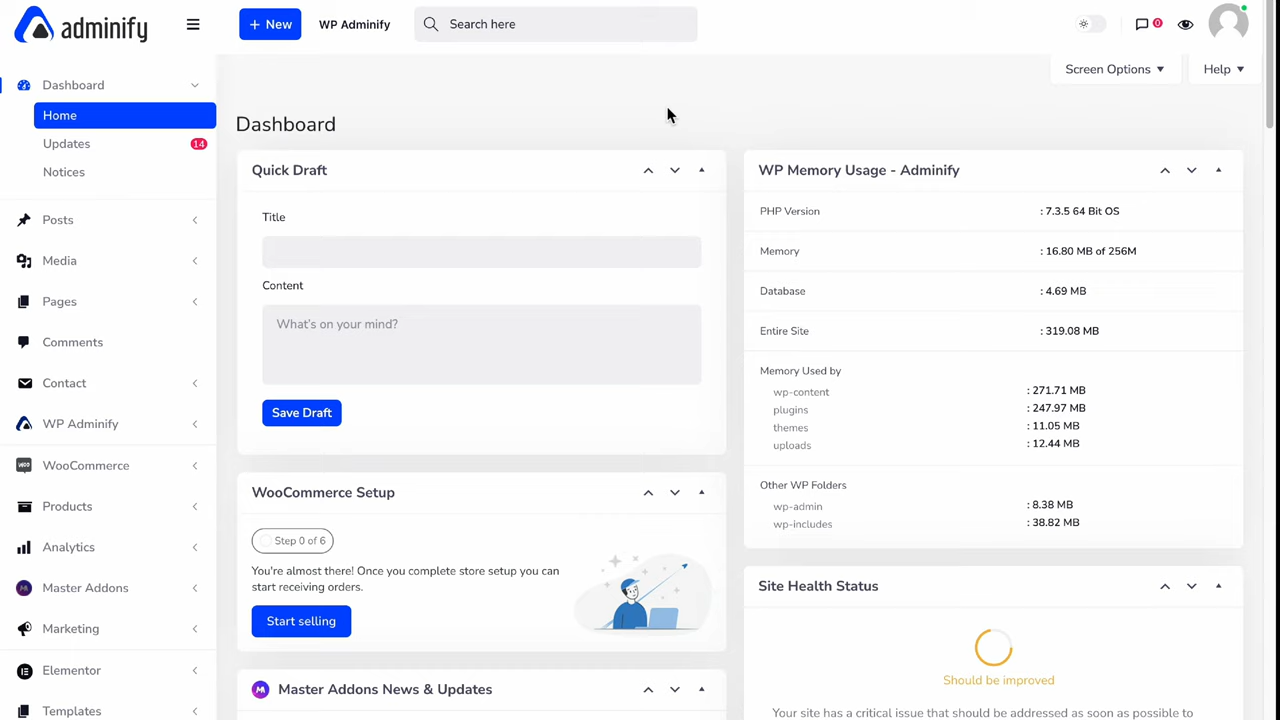 adminify
+ New
WP Adminify
Search here
0
Screen Options
Help
Dashboard
Home
Updates
14
Notices
Posts
Media
Pages
Comments
Contact
WP Adminify
WOO
WooCommerce
Products
Analytics
Master Addons
Marketing
Elementor
Templates
Dashboard
Quick Draft
Title
Content
What's on your mind?
Save Draft
WooCommerce Setup
Step 0 of 6
You're almost there! Once you complete store setup you can
start receiving orders.
Start selling
Master Addons News & Updates
WP Memory Usage - Adminify
PHP Version : 7.3.5 64 Bit OS
Memory : 16.80 MB of 256M
Database : 4.69 MB
Entire Site : 319.08 MB
Memory Used by
wp-content : 271.71 MB
plugins : 247.97 MB
themes : 11.05 MB
uploads : 12.44 MB
Other WP Folders
wp-admin : 8.38 MB
wp-includes : 38.82 MB
Site Health Status
Should be improved
Your site has a critical issue that should be addressed as soon as possible to